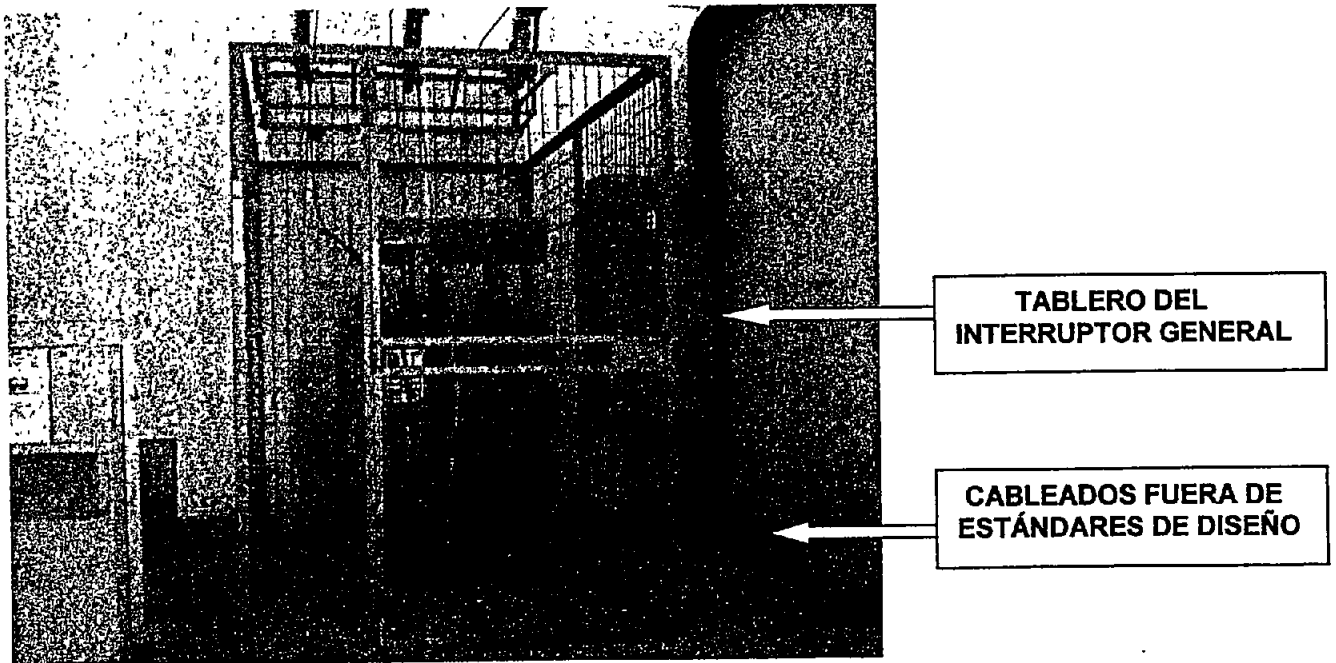 TABLERO DEL
INTERRUPTOR GENERAL
CABLEADOS FUERA DE
ESTÁNDARES DE DISEÑO